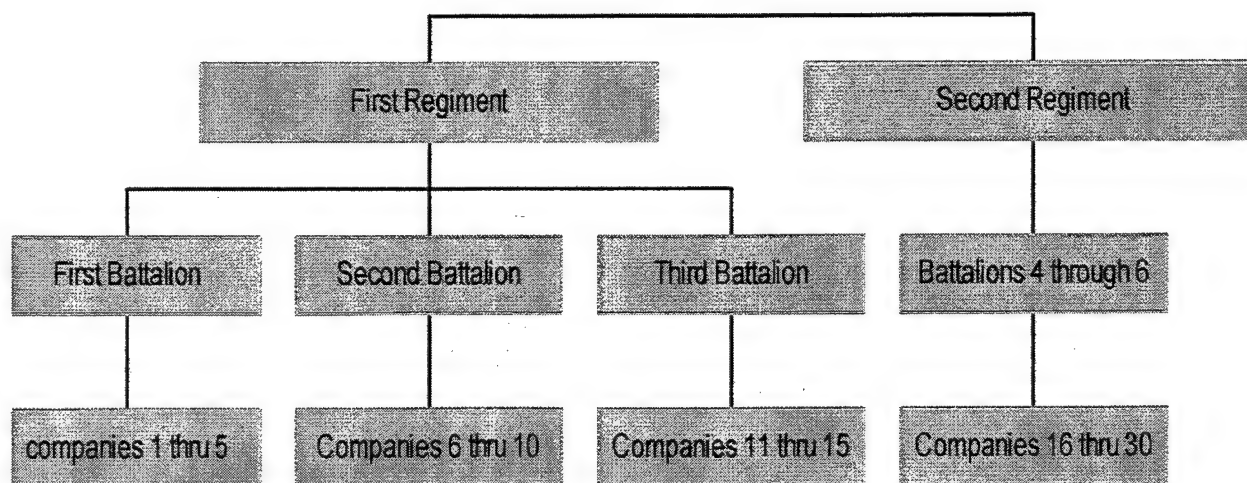 First Regiment
Second Regiment
First Battalion
Second Battalion
Third Battalion
Battalions 4 through 6
companies 1 thru 5
Companies 6 thru 10
Companies 11 thru 15
Companies 16 thru 30